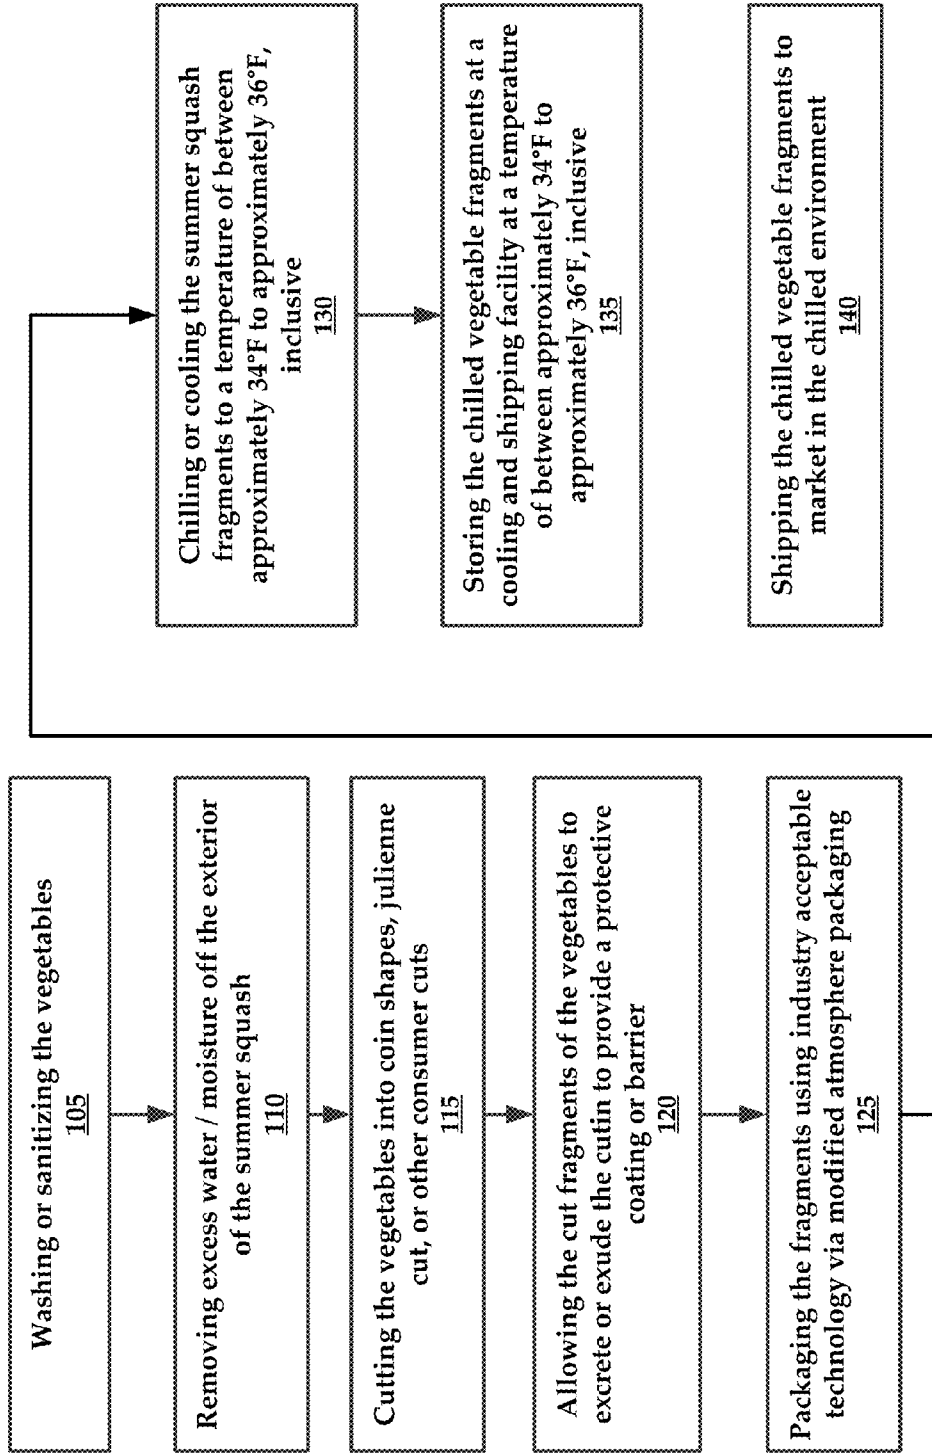 Washing or sanitizing the vegetables
105
Removing excess water / moisture off the exterior
of the summer squash
110
Cutting the vegetables into coin shapes, julienne
cut, or other consumer cuts
115
Allowing the cut fragments of the vegetables to
excrete or exude the cutin to provide a protective
coating or barrier
120
Packaging the fragments using industry acceptable
technology via modified atmosphere packaging
125
Chilling or cooling the summer squash
fragments to a temperature of between
approximately 34°F to approximately 36°F,
inclusive
130
Storing the chilled vegetable fragments at a
cooling and shipping facility at a temperature
of between approximately 34°F to
approximately 36°F, inclusive
135
Shipping the chilled vegetable fragments to
market in the chilled environment
140